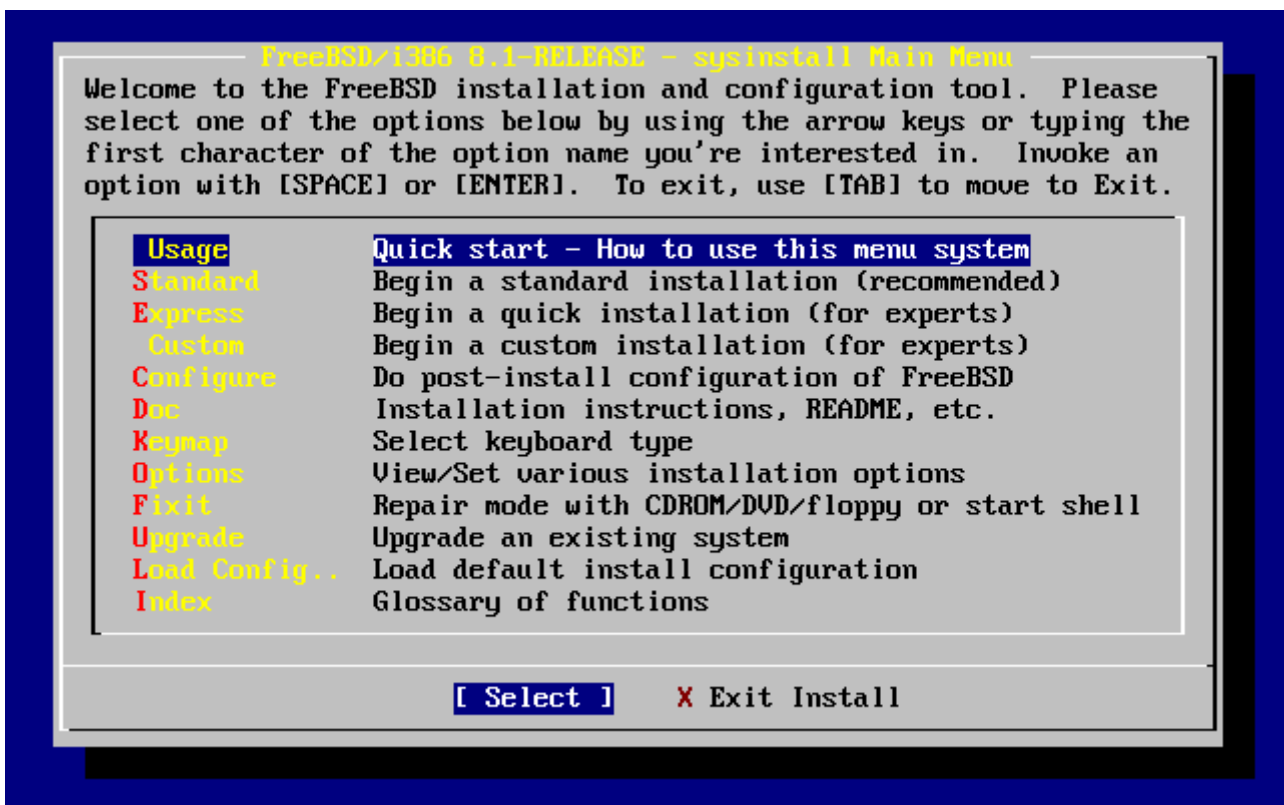 FreeBSD/i386 8.1-RELEASE - sysinstall Main Menu
Welcome to the FreeBSD installation and configuration tool.  Please
select one of the options below by using the arrow keys or typing the
first character of the option name you're interested in.  Invoke an
option with [SPACE] or [ENTER].  To exit, use [TAB] to move to Exit.
Usage Quick start - How to use this menu system
Standard Begin a standard installation (recommended)
Express Begin a quick installation (for experts)
Custom Begin a custom installation (for experts)
Configure Do post-install configuration of FreeBSD
Doc Installation instructions, README, etc.
Keymap Select keyboard type
Options View/Set various installation options
Fixit Repair mode with CDROM/DVD/floppy or start shell
Upgrade Upgrade an existing system
Load Config.. Load default install configuration
Index Glossary of functions
[ Select ] X Exit Install